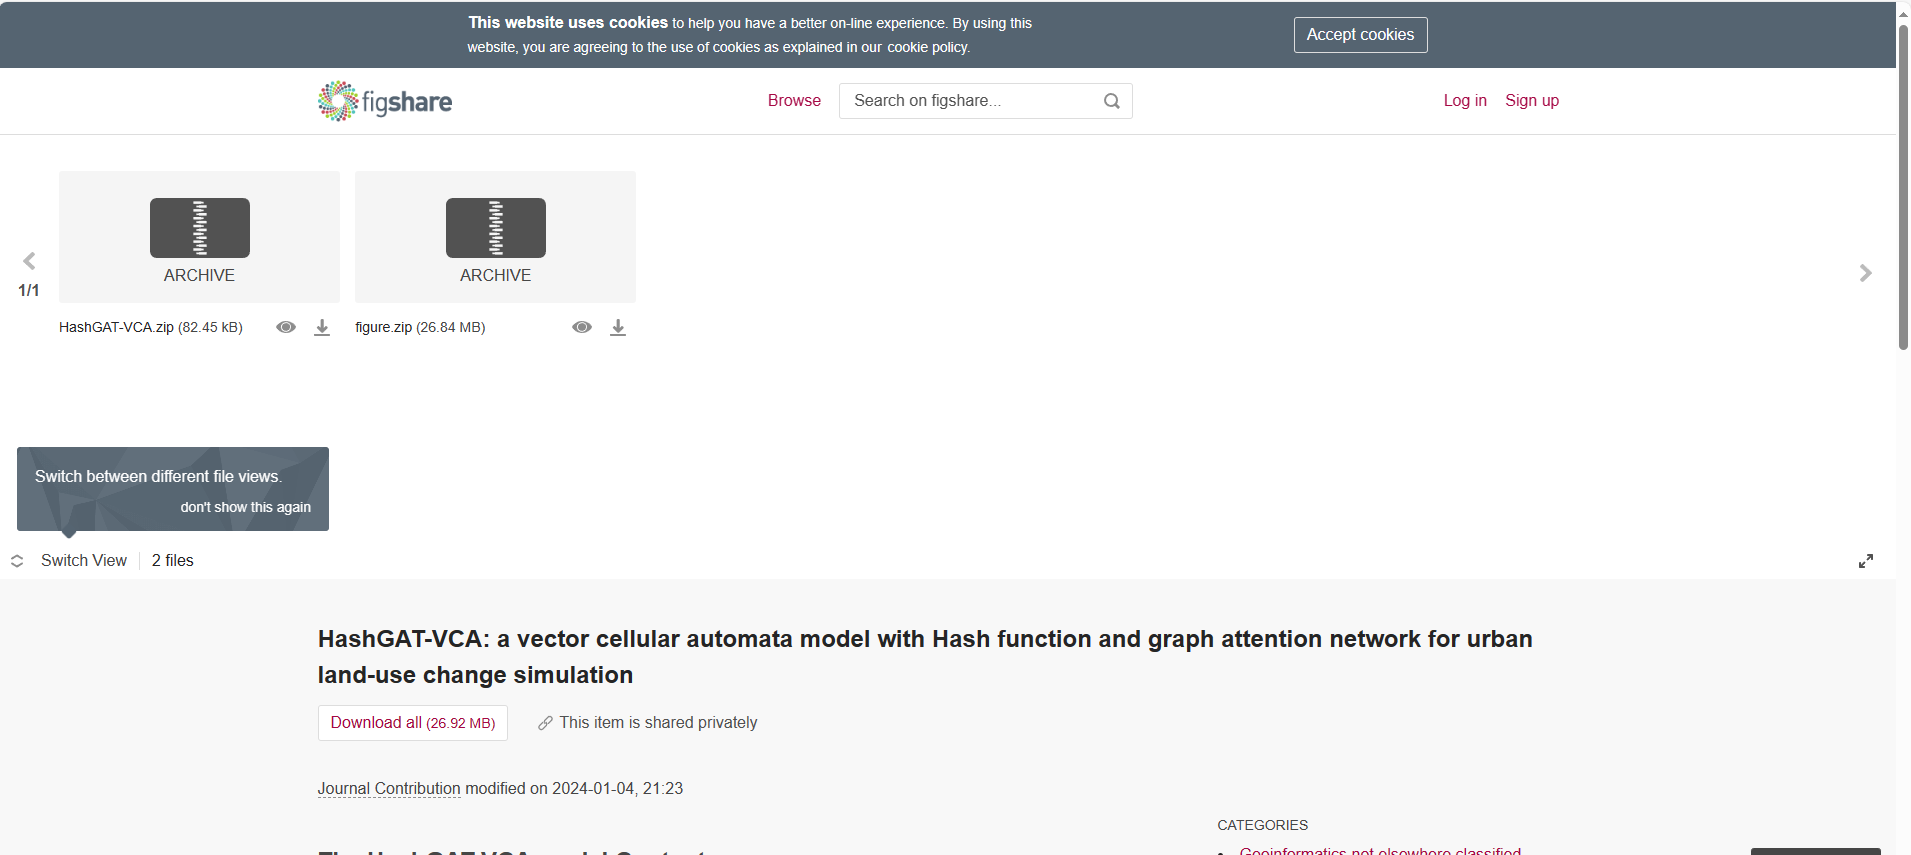 This website uses cookies to help you have a better on-line experience. By using this
website, you are agreeing to the use of cookies as explained in our cookie policy.
Accept cookies
figshare
Browse
Search on figshare...
Log in
Sign up
ARCHIVE
ARCHIVE
1/1
HashGAT-VCA.zip (82.45 kB)
figure.zip (26.84 MB)
Switch between different file views.
don't show this again
Switch View
2 files
HashGAT-VCA: a vector cellular automata model with Hash function and graph attention network for urban
land-use change simulation
Download all (26.92 MB)
This item is shared privately
Journal Contribution modified on 2024-01-04, 21:23
CATEGORIES
Geoinformatics not elsewhere classified